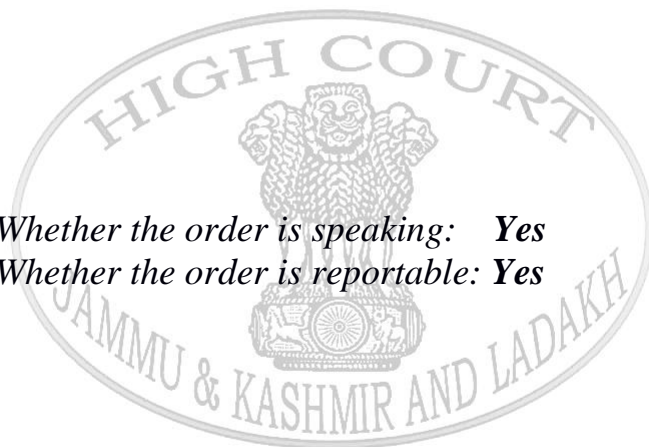 HIGH COURT
Whether the order is speaking: Yes
Whether the order is reportable: Yes
JAMMU & KASHMIR AND LADAKH